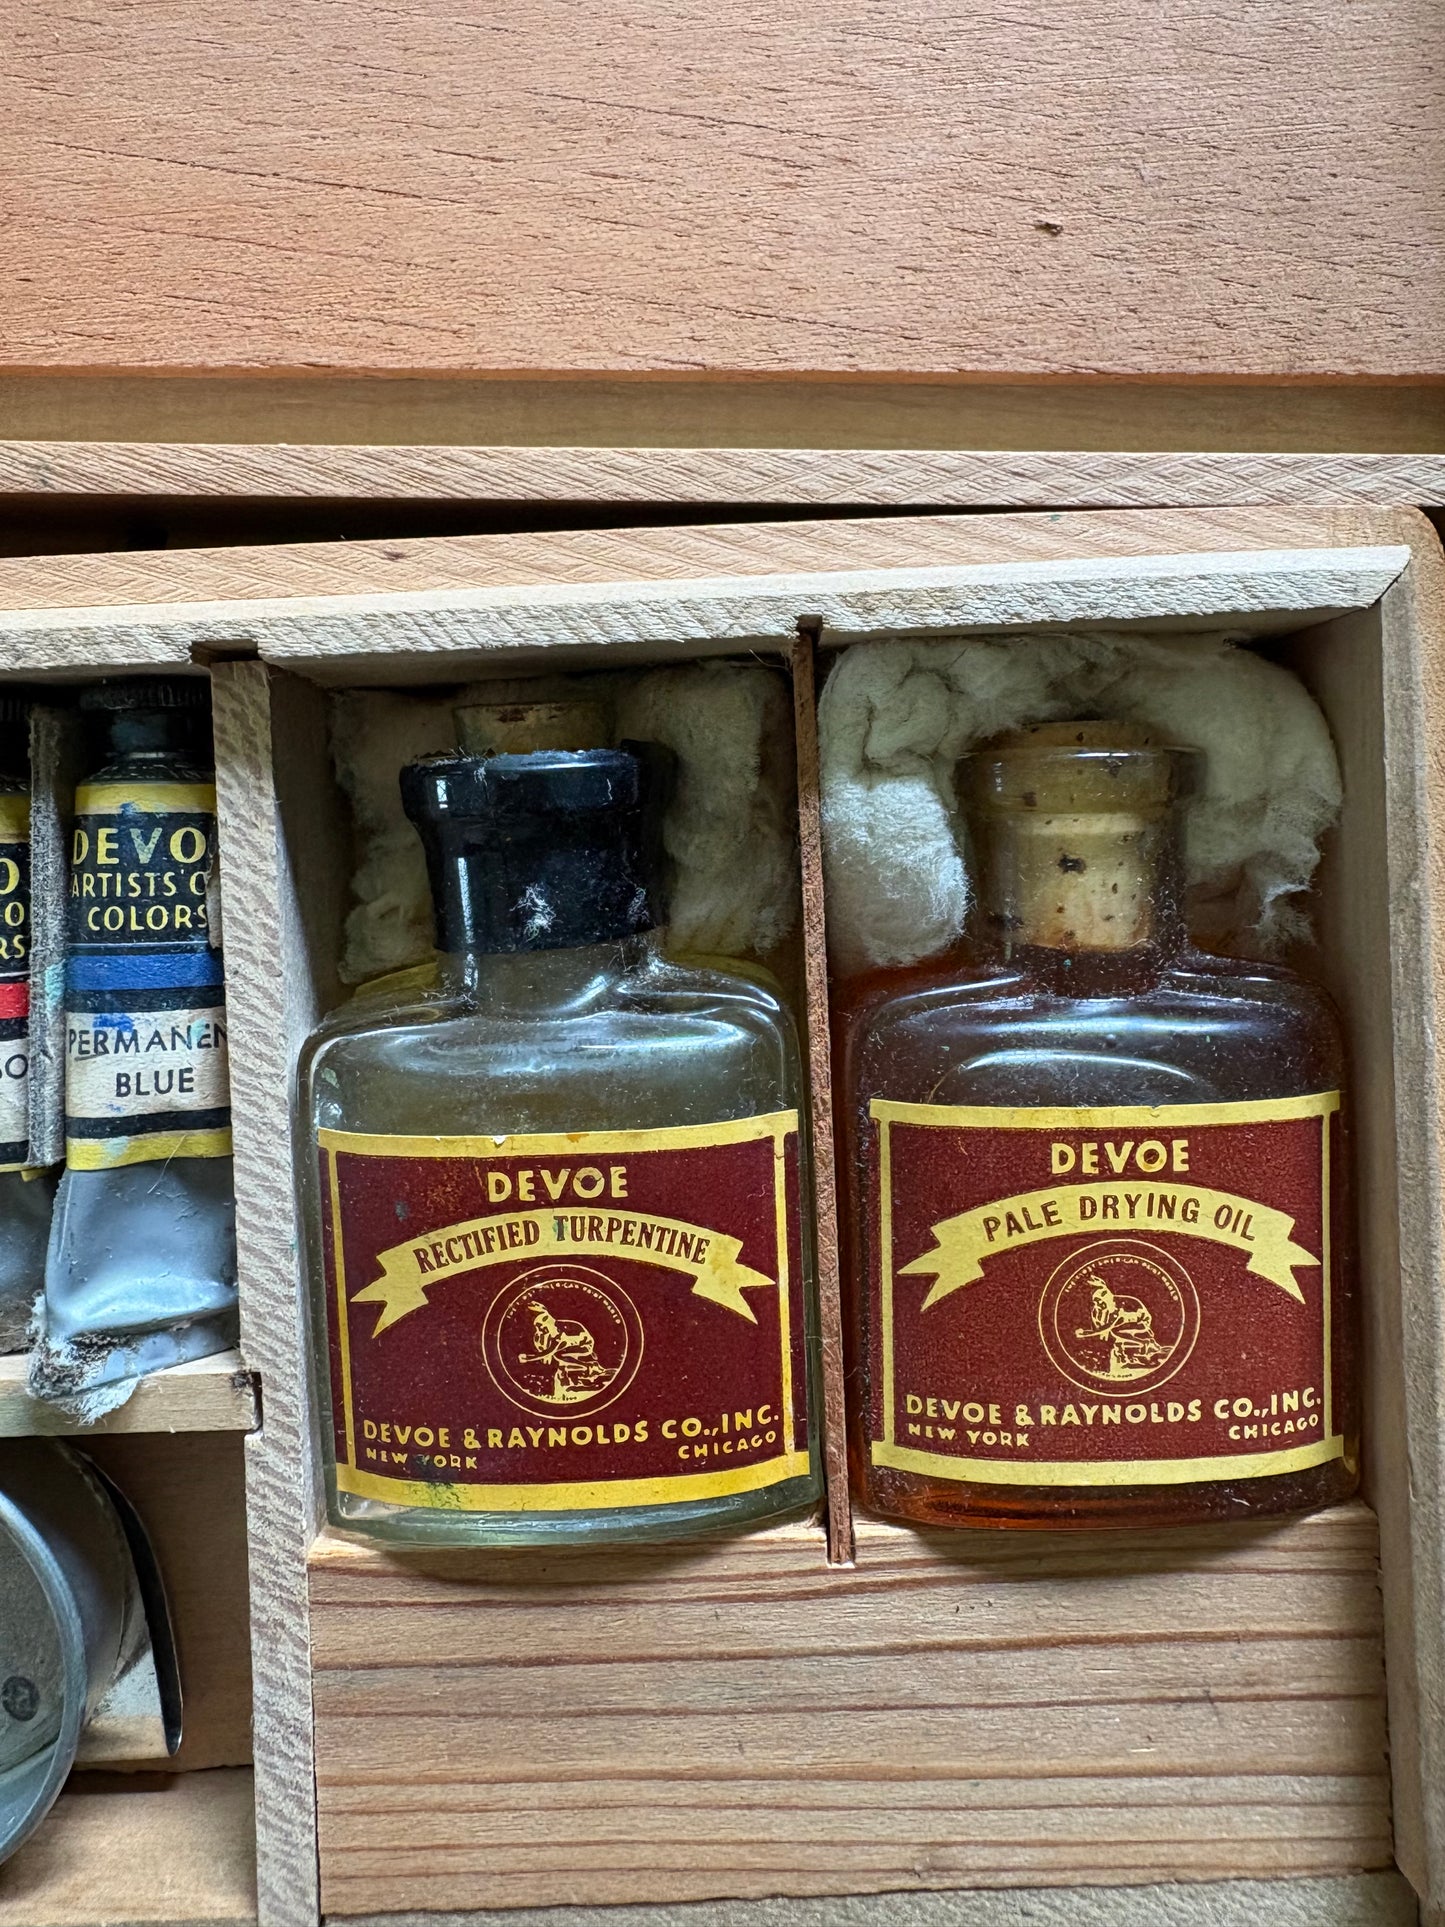 DEVO
ARTISTS' O
COLORS
PERMANEN
BLUE
DEVOE
RECTIFIED TURPENTINE
DEVOE & RAYNOLDS CO., INC.
NEW YORK CHICAGO
DEVOE
PALE DRYING OIL
DEVOE & RAYNOLDS CO., INC.
NEW YORK CHICAGO